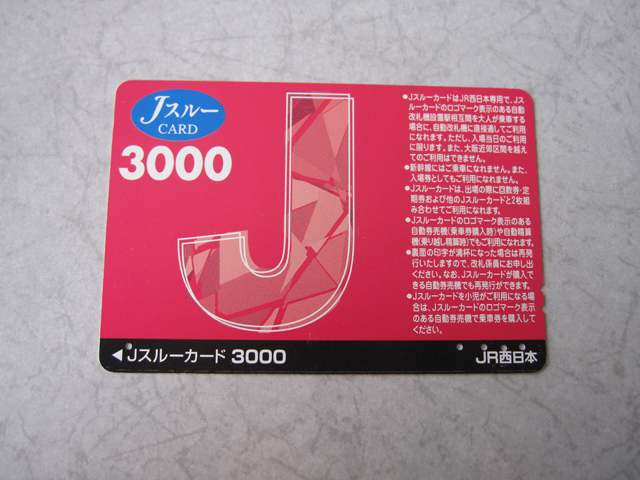 Jスルー
CARD
3000
J
●JスルーカードはJR西日本専用で、Jス
ルーカードのロゴマーク表示のある自動
改札機設置駅相互間を大人が乗車する
場合に、自動改札機に直接通してご利用
になれます。ただし、入場当日のご利用
に限ります。また、大阪近郊区間を越え
てのご利用はできません。
●新幹線にはご乗車になれません。また、
入場券としてもご利用になれません。
●Jスルーカードは、出場の際に回数券・定
期券および他のJスルーカードと2枚組
み合わせてご利用になれます。
●Jスルーカードのロゴマーク表示のある
自動券売機(乗車券購入時)や自動精算
機(乗り越し精算時)でもご利用になれます。
●裏面の印字が満杯になった場合は再発
行いたしますので、改札係員にお申し出
ください。なお、Jスルーカードが購入で
きる自動券売機でも再発行ができます。
●Jスルーカードを小児がご利用になる場
合は、Jスルーカードのロゴマーク表示
のある自動券売機で乗車券を購入して
ください。
◀Jスルーカード 3000
JR西日本